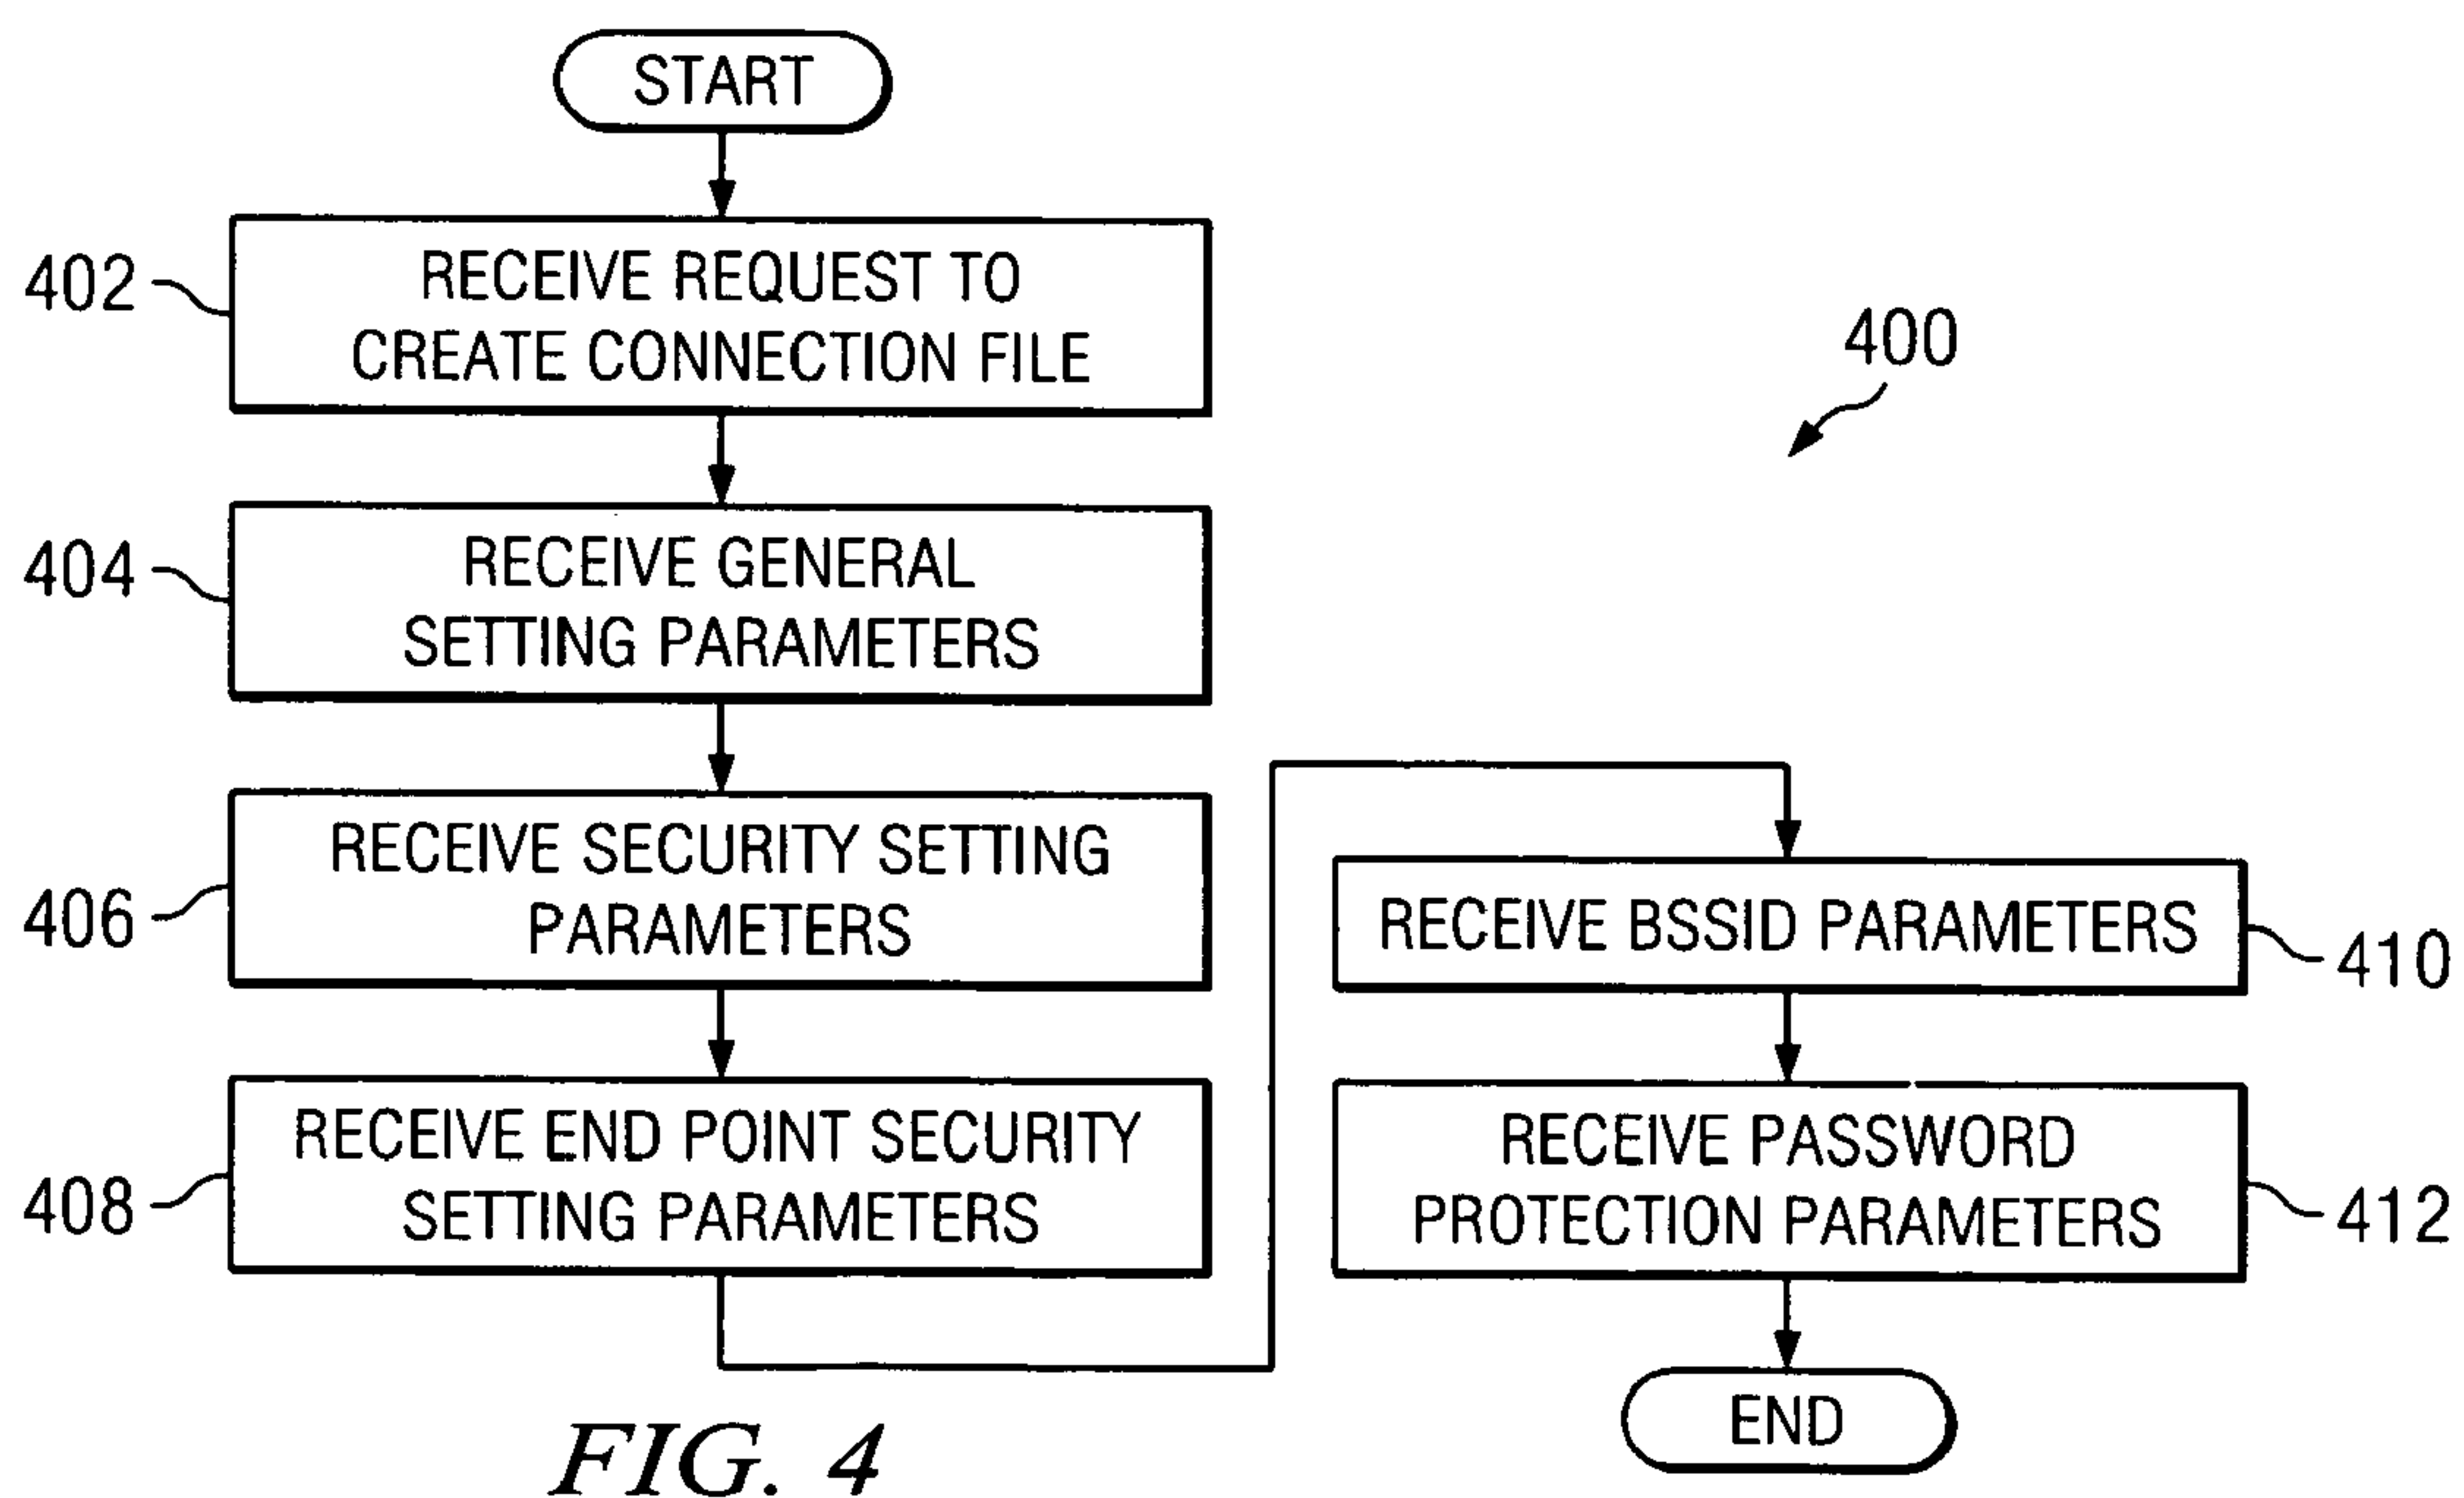 START
402
RECEIVE REQUEST TO
CREATE CONNECTION FILE
400
404
RECEIVE GENERAL
SETTING PARAMETERS
406
RECEIVE SECURITY SETTING
PARAMETERS
408
RECEIVE END POINT SECURITY
SETTING PARAMETERS
RECEIVE BSSID PARAMETERS
410
RECEIVE PASSWORD
PROTECTION PARAMETERS
412
END
FIG. 4